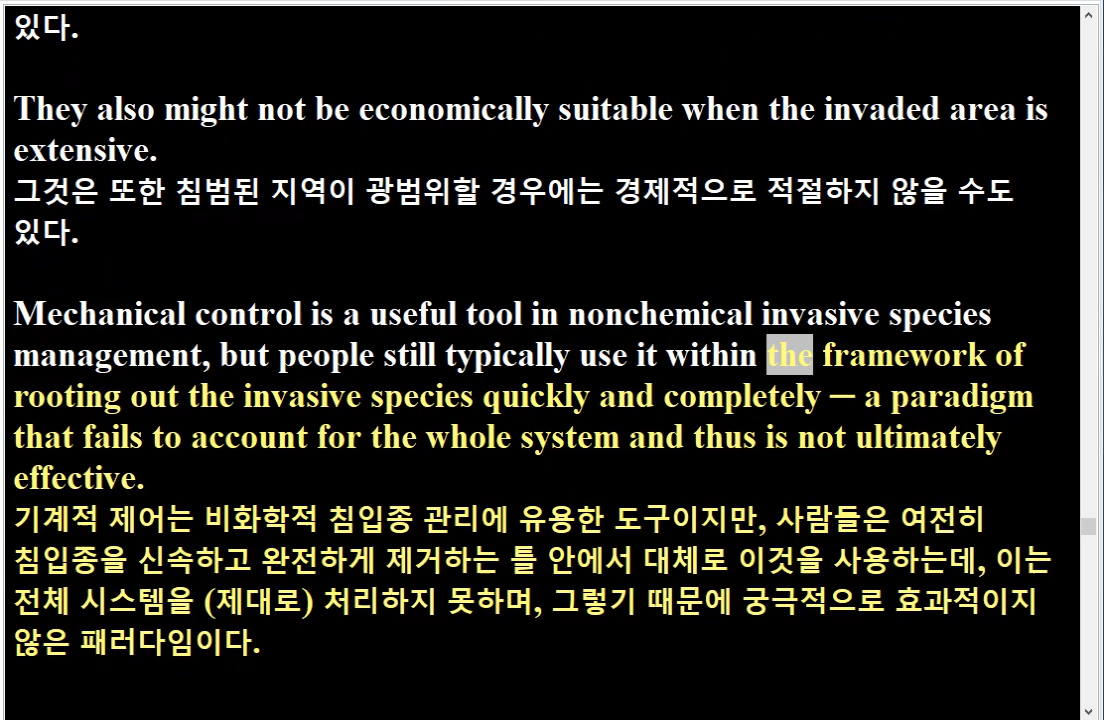 있다.
They also might not be economically suitable when the invaded area is
extensive.
그것은 또한 침범된 지역이 광범위할 경우에는 경제적으로 적절하지 않을 수도
있다.
Mechanical control is a useful tool in nonchemical invasive species
management, but people still typically use it within the framework of
rooting out the invasive species quickly and completely ─ a paradigm
that fails to account for the whole system and thus is not ultimately
effective.
기계적 제어는 비화학적 침입종 관리에 유용한 도구이지만, 사람들은 여전히
침입종을 신속하고 완전하게 제거하는 틀 안에서 대체로 이것을 사용하는데, 이는
전체 시스템을 (제대로) 처리하지 못하며, 그렇기 때문에 궁극적으로 효과적이지
않은 패러다임이다.